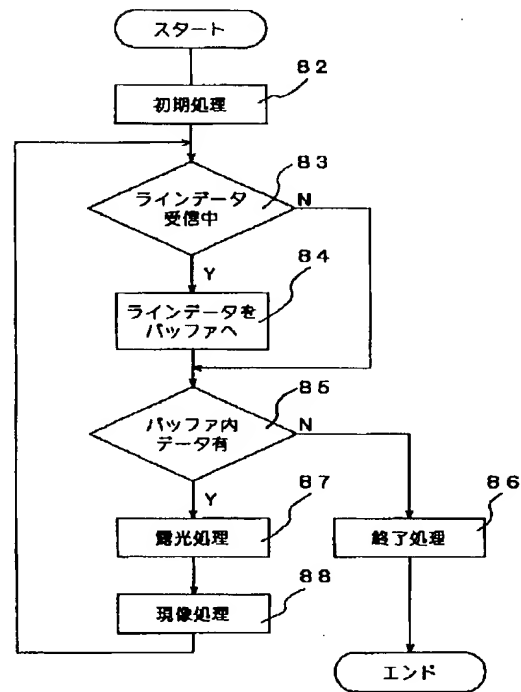 スタート
82
初期処理
83
ラインデータ
受信中
N
Y
84
ラインデータを
バッファへ
85
バッファ内
データ有
N
Y
87
露光処理
86
終了処理
88
現像処理
エンド